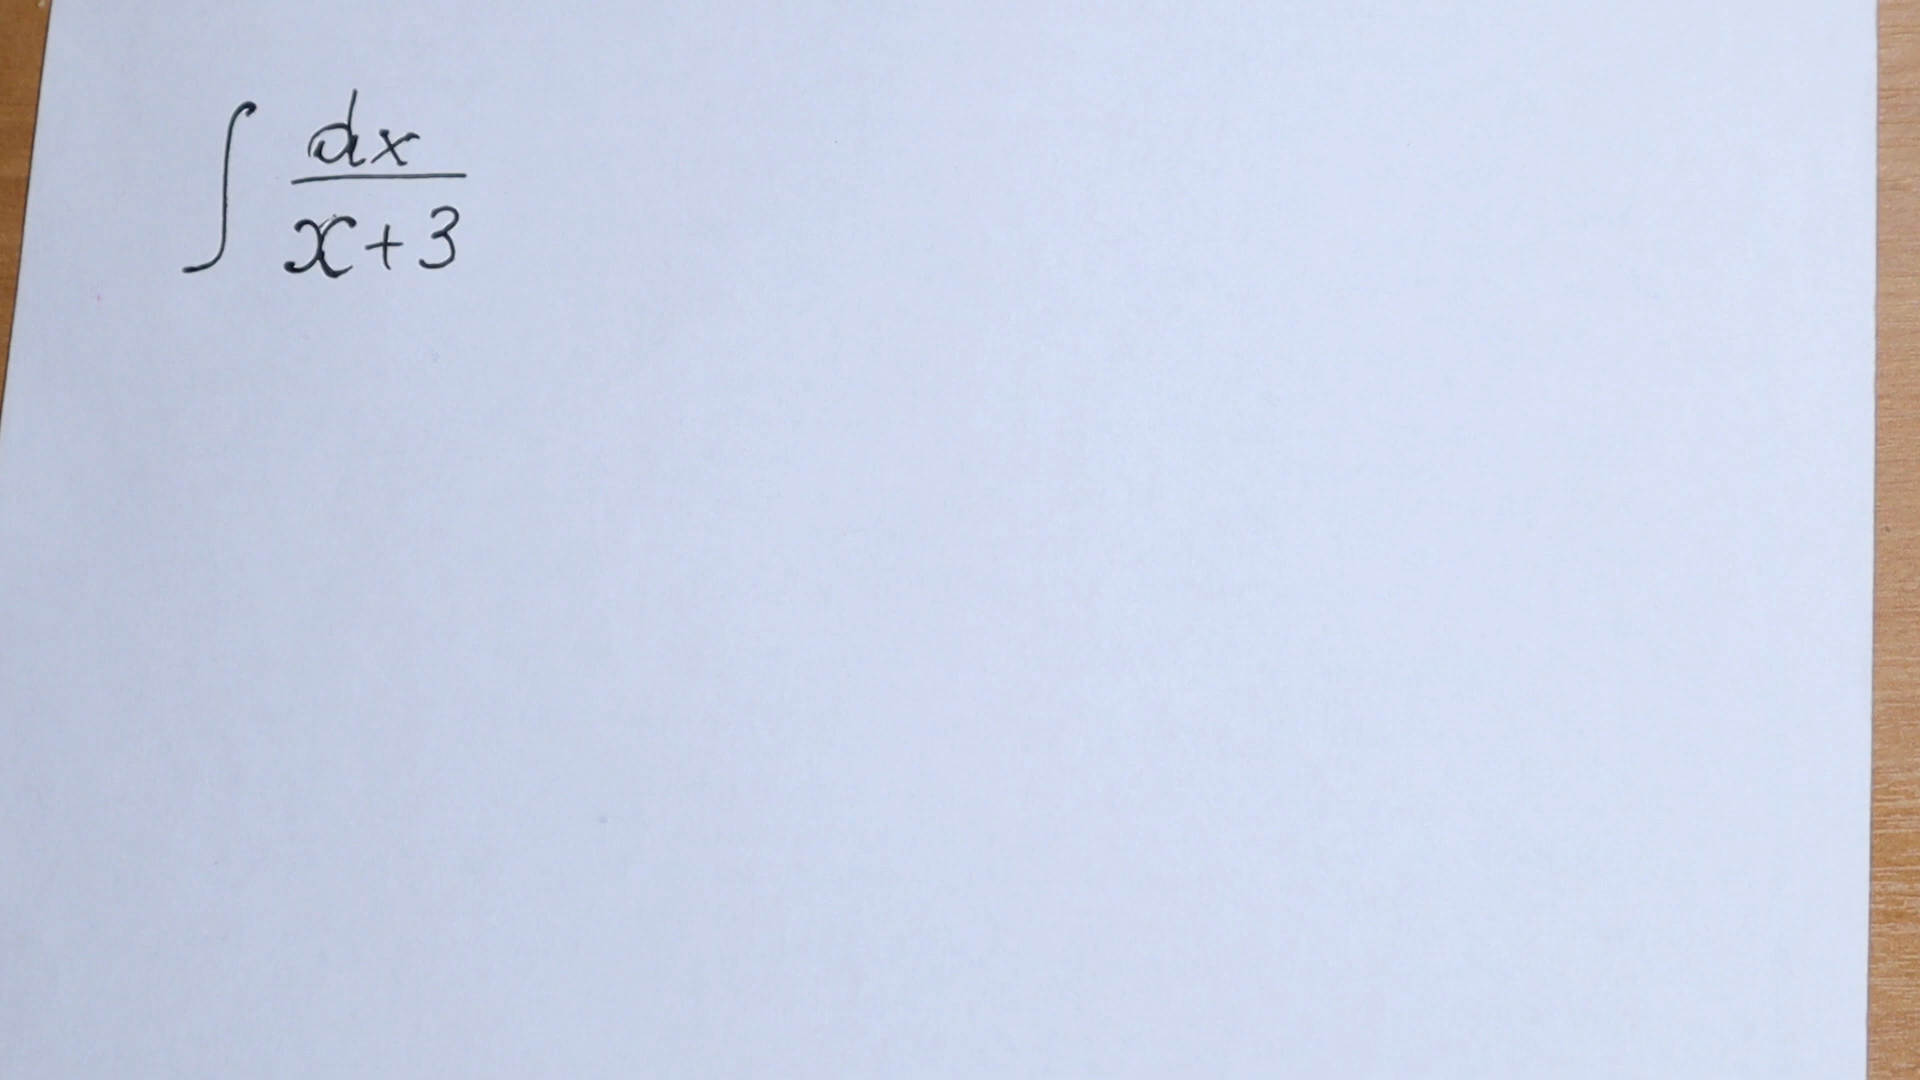 ∫ dx/(x+3)